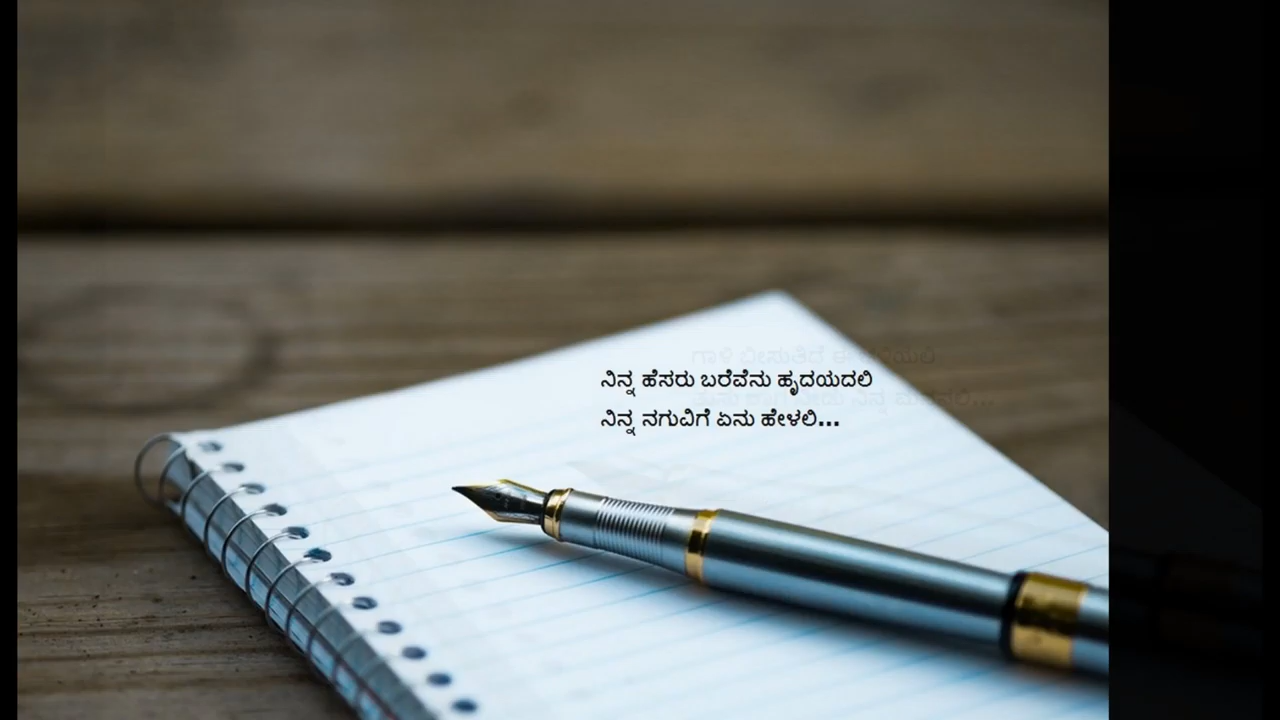 ಗಾಳಿ ಬೀಸುತಿದೆ ಈ
ನಿನ್ನ ಹೆಸರು ಬರೆವೆನು ಹೃದಯದಲಿ
ನಿನ್ನ
ನಿನ್ನ ನಗುವಿಗೆ ಏನು ಹೇಳಲಿ...